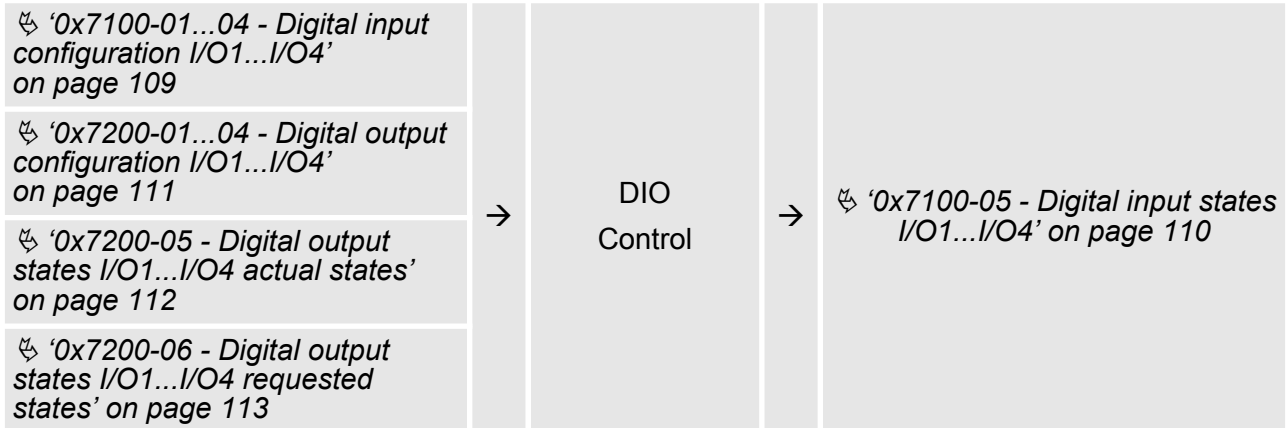 ↳ '0x7100-01...04 - Digital input
configuration I/O1...I/O4'
on page 109
↳ '0x7200-01...04 - Digital output
configuration I/O1...I/O4'
on page 111
↳ '0x7200-05 - Digital output
states I/O1...I/O4 actual states'
on page 112
↳ '0x7200-06 - Digital output
states I/O1...I/O4 requested
states' on page 113
→
DIO
Control
→
↳ '0x7100-05 - Digital input states
I/O1...I/O4' on page 110